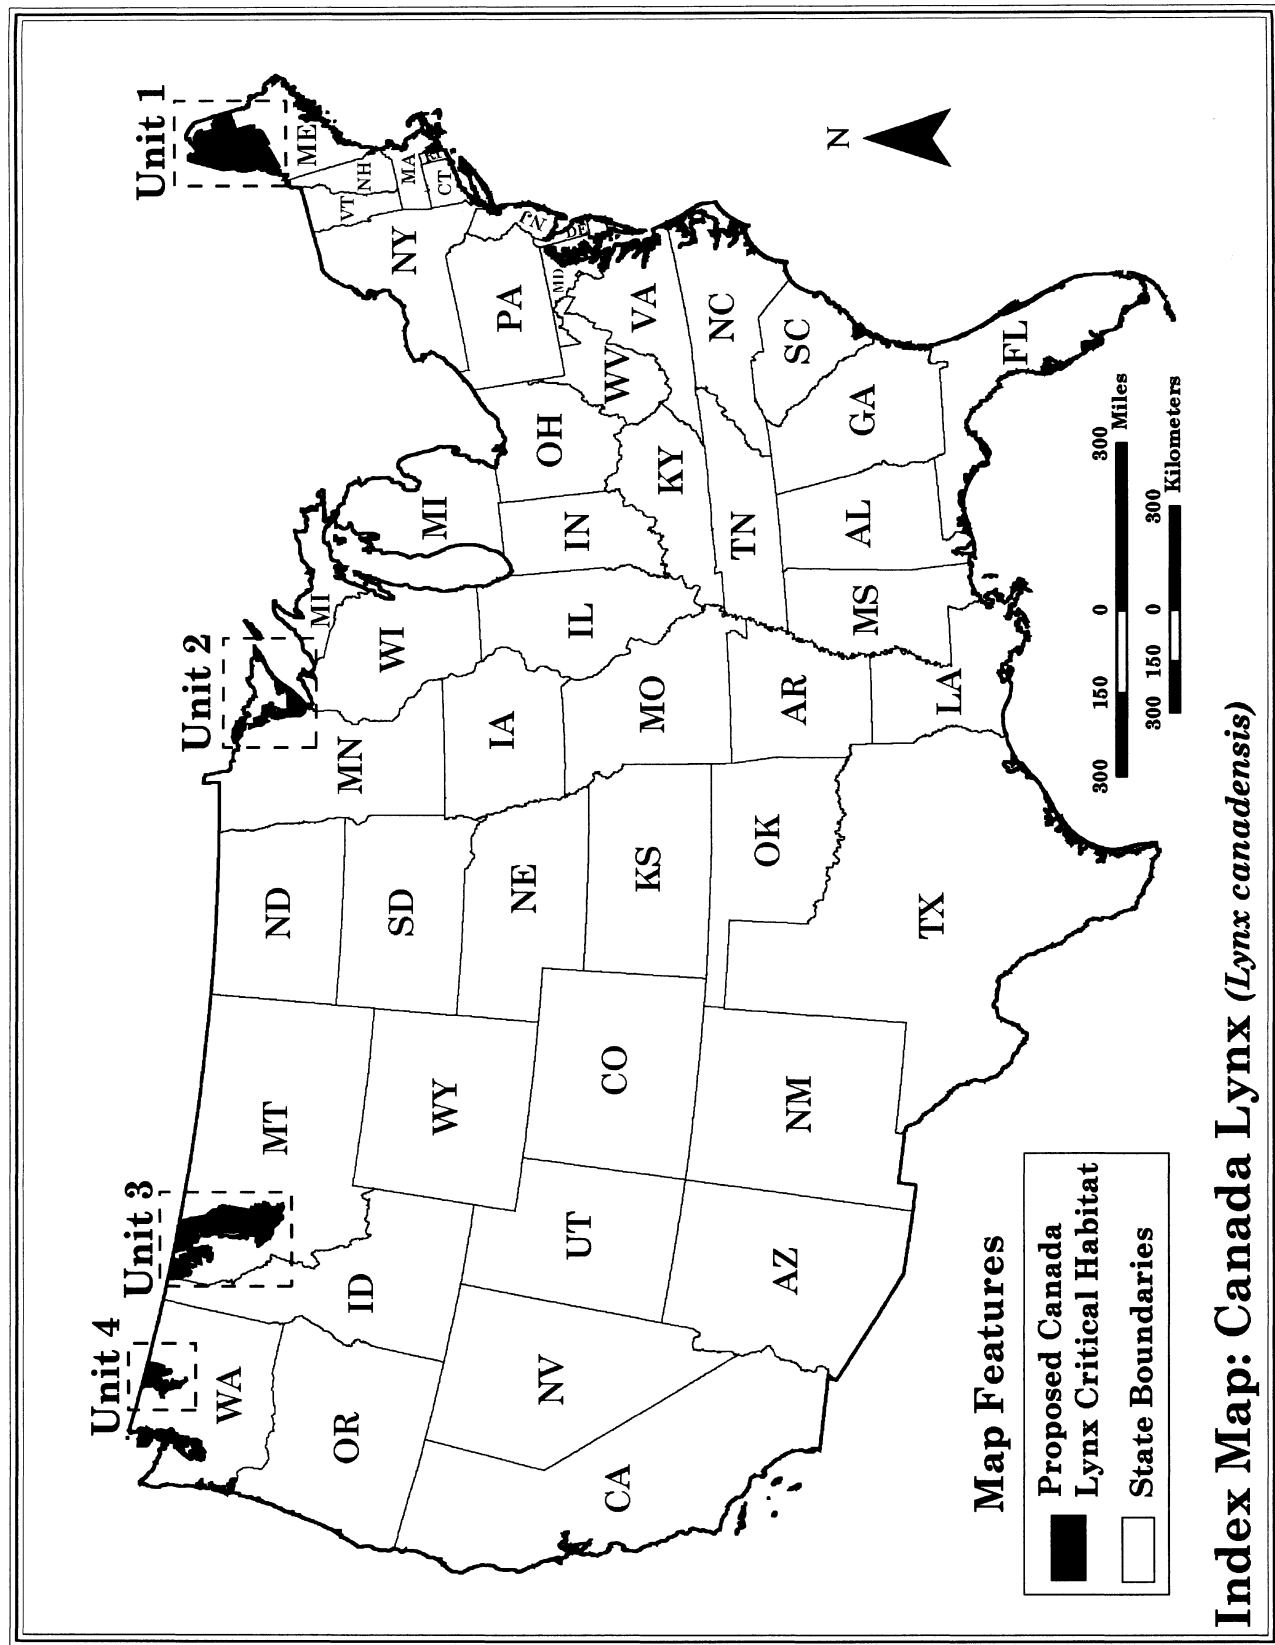 Unit 1
Unit 2
Unit 3
Unit 4
WA
OR
CA
NV
ID
MT
WY
UT
AZ
CO
NM
ND
SD
NE
KS
OK
TX
MN
IA
MO
AR
LA
WI
MI
MI
IL
IN
OH
KY
TN
MS
AL
GA
FL
SC
NC
VA
WV
PA
MD
DE
NJ
NY
CT
RI
MA
VT
NH
ME
N
Map Features
Proposed Canada
Lynx Critical Habitat
State Boundaries
300 150 0 300 Miles
300 150 0 300 Kilometers
Index Map: Canada Lynx (Lynx canadensis)